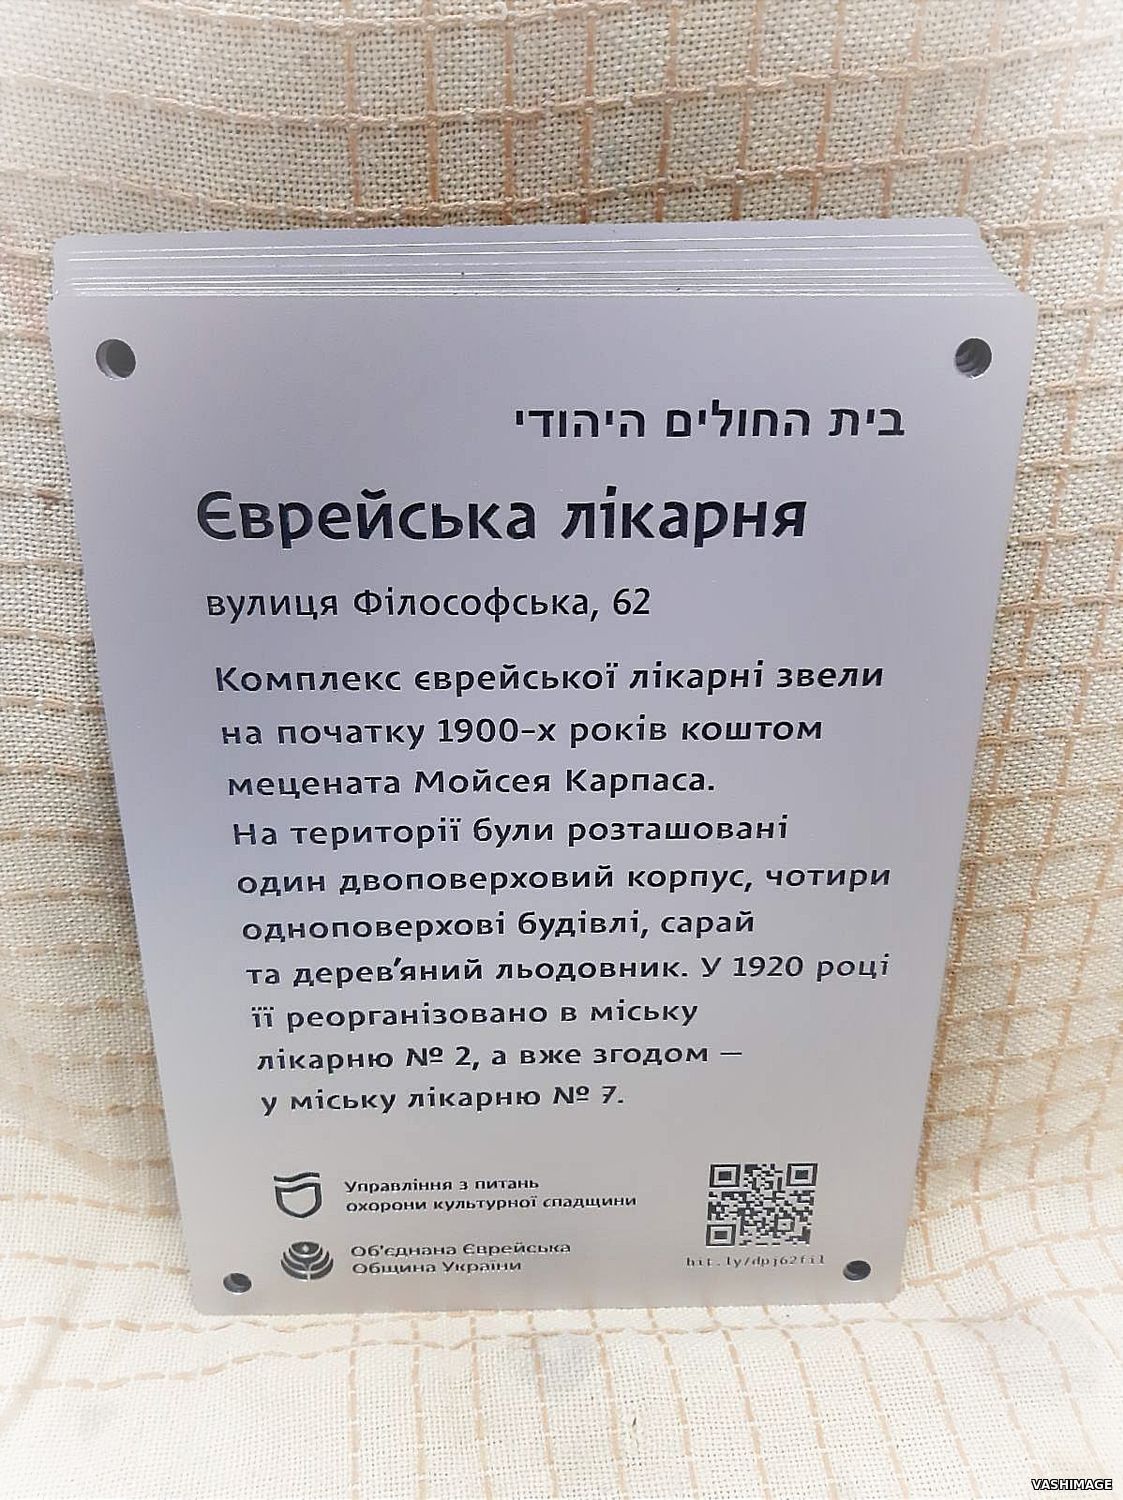 בית החולים היהודי
Єврейська лікарня
вулиця Філософська, 62
Комплекс єврейської лікарні звели
на початку 1900-х років коштом
мецената Мойсея Карпаса.
На території були розташовані
один двоповерховий корпус, чотири
одноповерхові будівлі, сарай
та дерев’яний льодовник. У 1920 році
її реорганізовано в міську
лікарню № 2, а вже згодом —
у міську лікарню № 7.
Управління з питань
охорони культурної спадщини
Об’єднана Єврейська
Община України
bit.ly/dpj62fil
VASHIMAGE